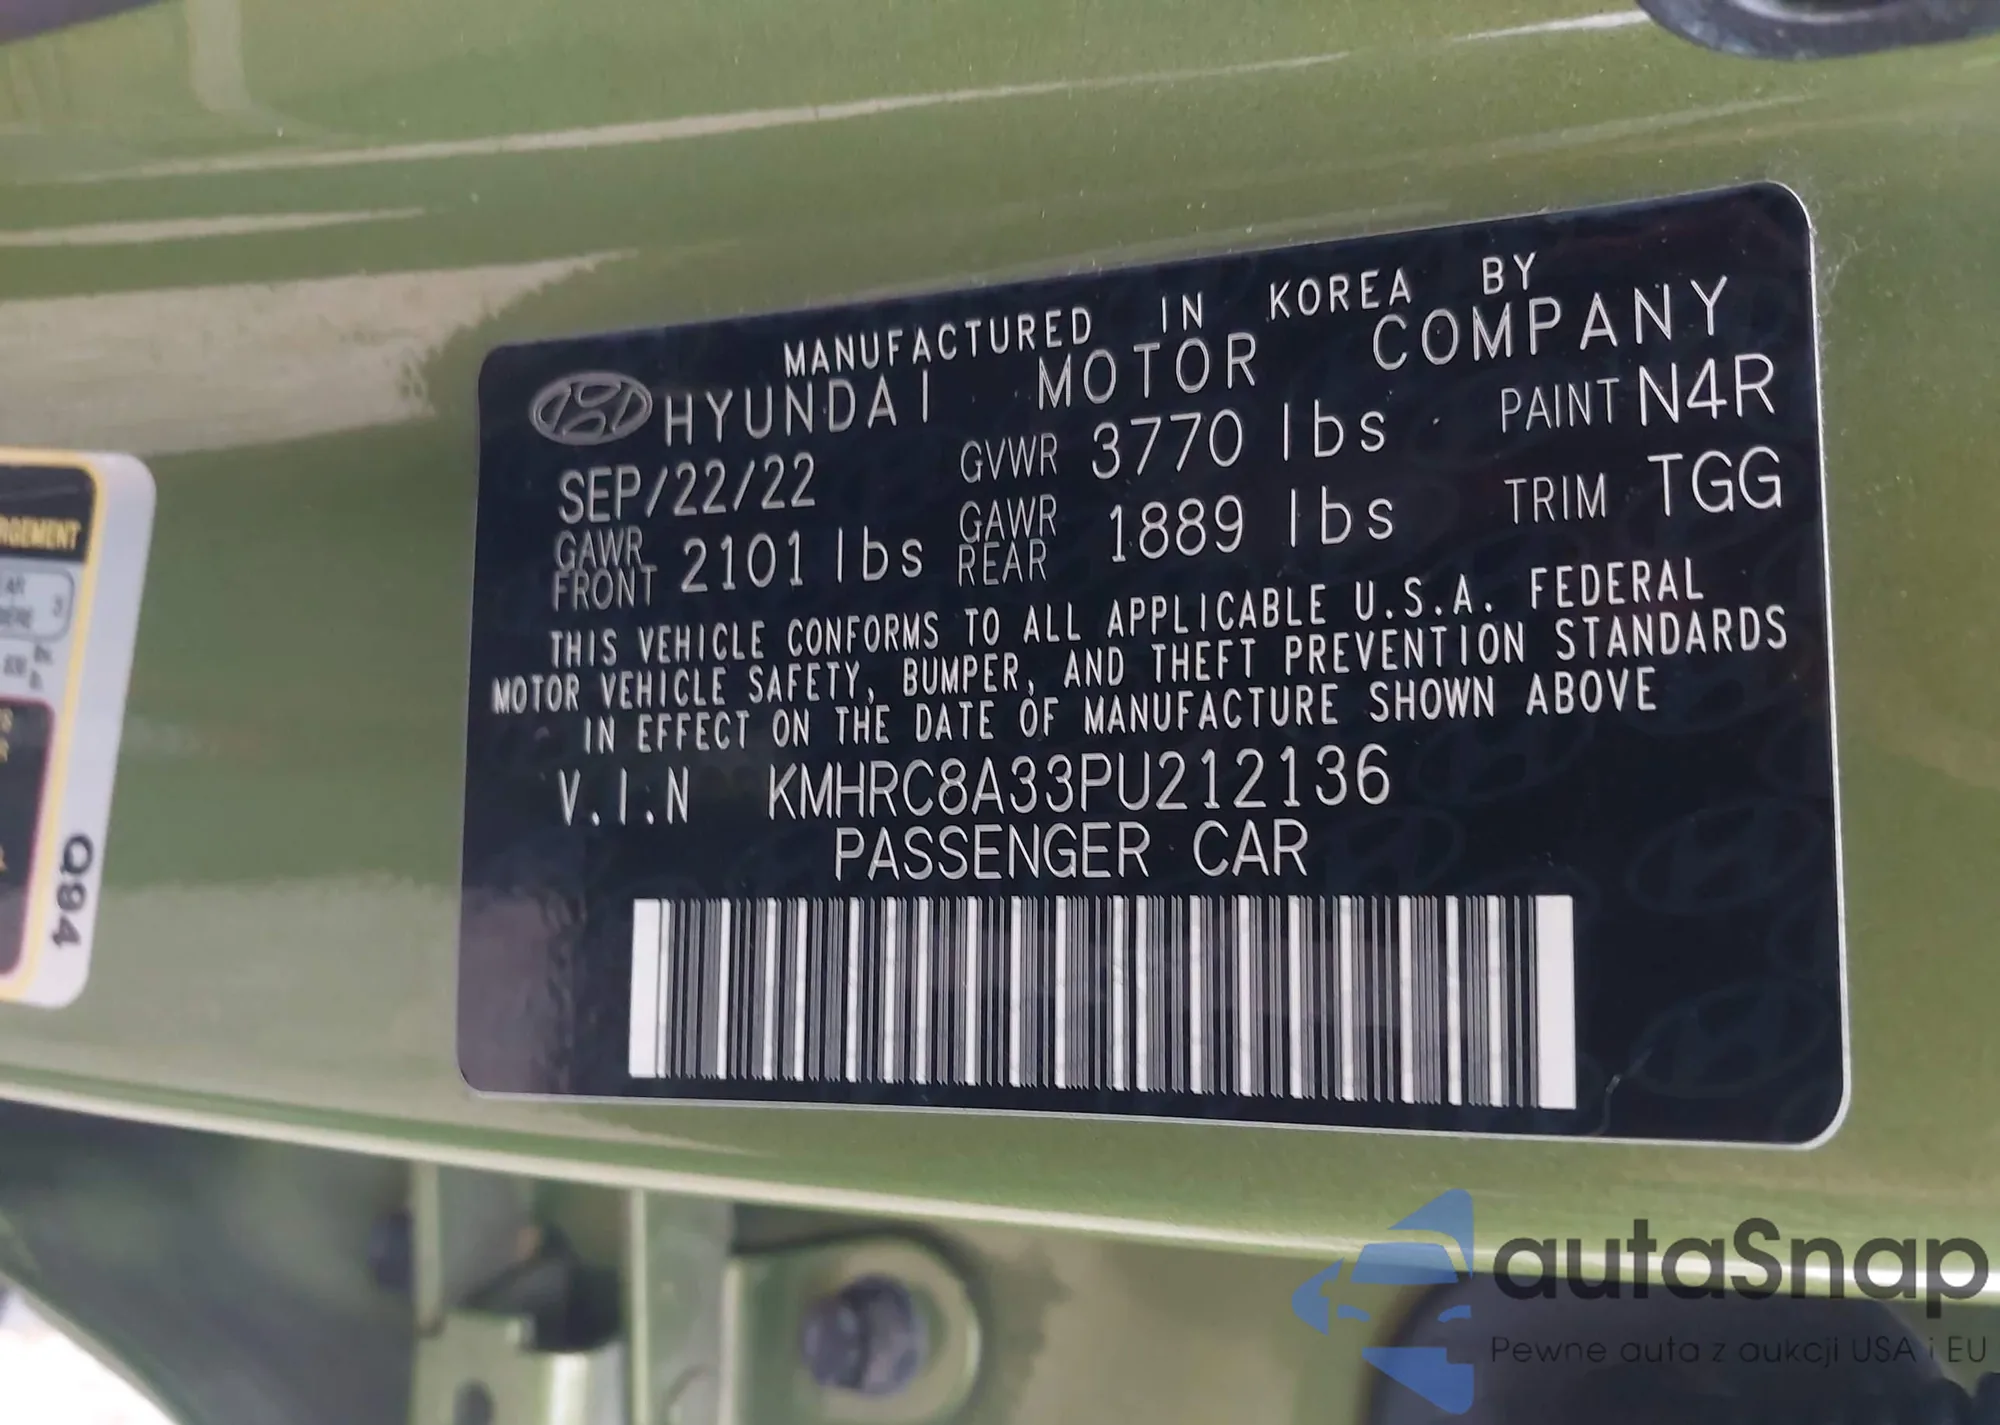 MANUFACTURED IN KOREA BY
HYUNDAI MOTOR COMPANY
SEP/22/22 GVWR 3770 lbs PAINT N4R
GAWR FRONT 2101 lbs GAWR REAR 1889 lbs TRIM TGG
THIS VEHICLE CONFORMS TO ALL APPLICABLE U.S.A. FEDERAL
MOTOR VEHICLE SAFETY, BUMPER, AND THEFT PREVENTION STANDARDS
IN EFFECT ON THE DATE OF MANUFACTURE SHOWN ABOVE
V.I.N KMHRC8A33PU212136
PASSENGER CAR
Q94
autaSnap
Pewne auta z aukcji USA i EU